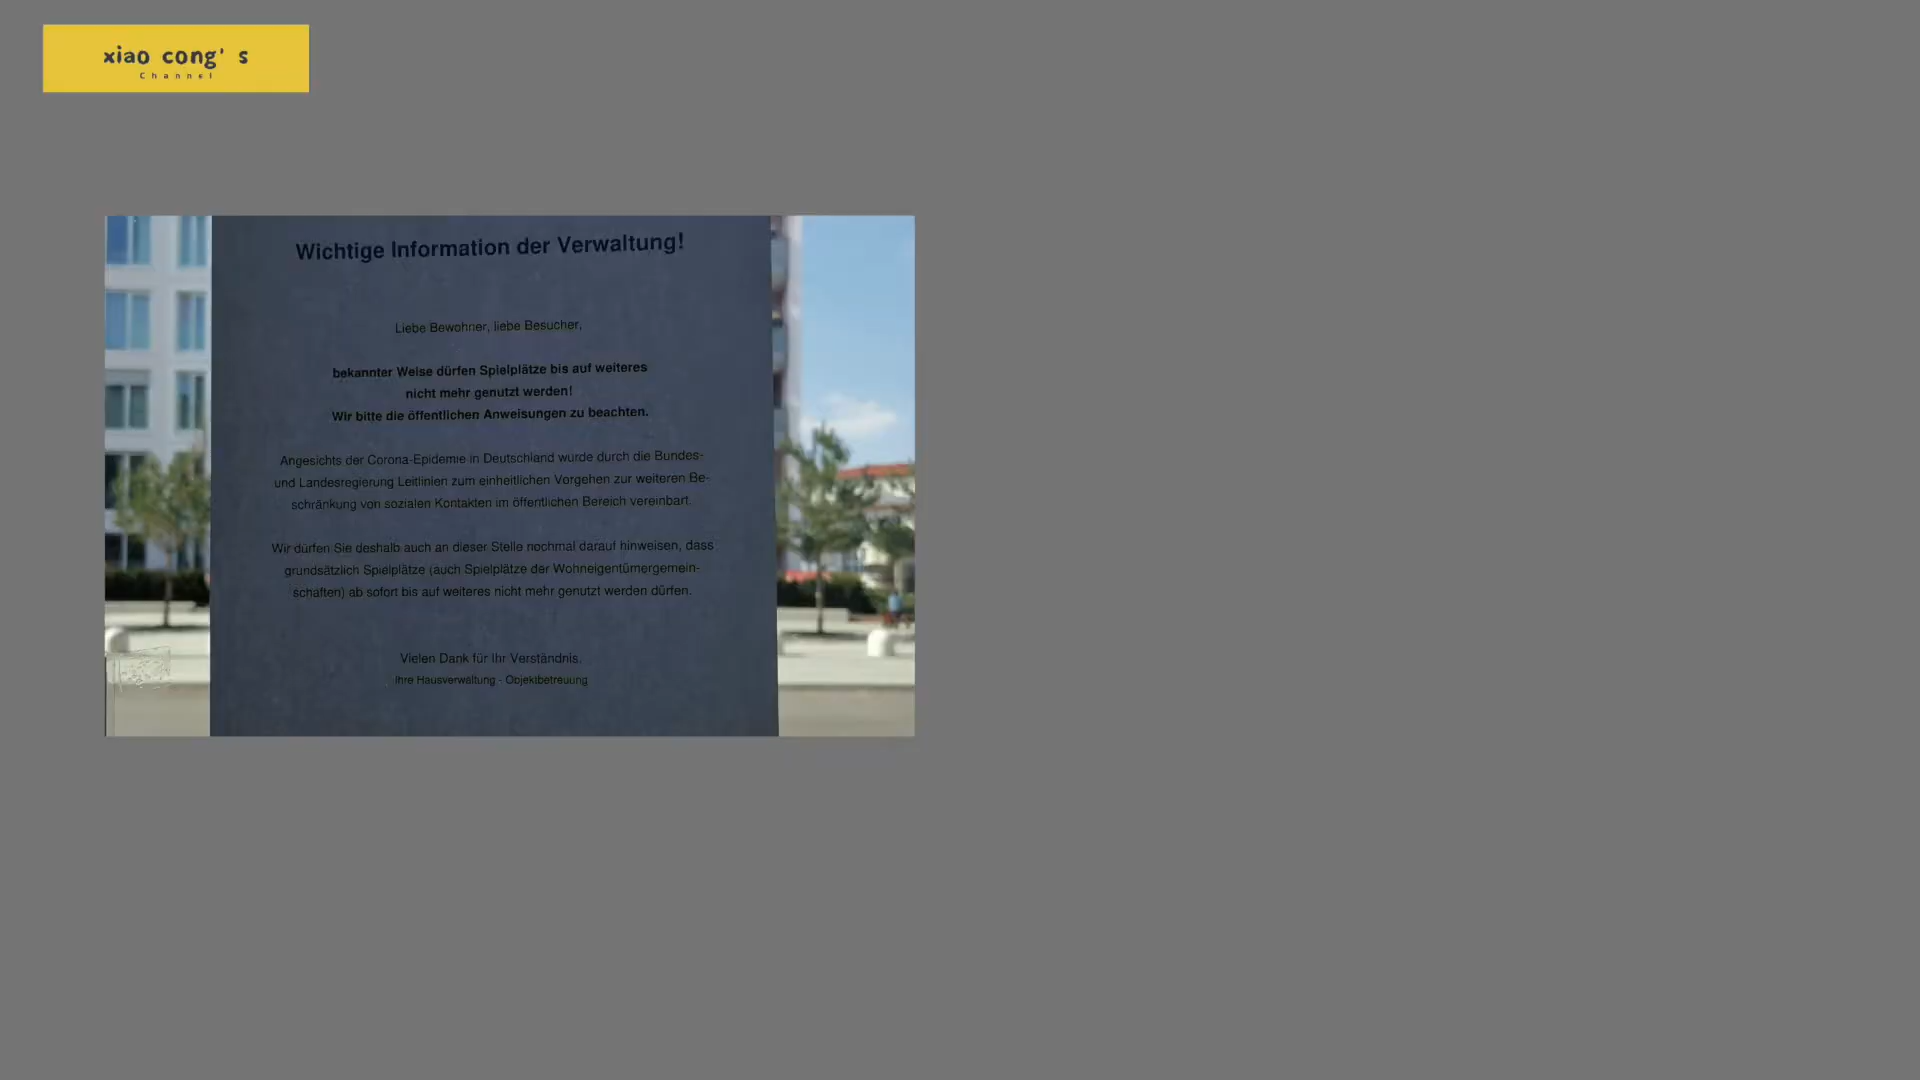 xiao cong' s
Channel
Wichtige Information der Verwaltung!
Liebe Bewohner, liebe Besucher,
bekannter Weise dürfen Spielplätze bis auf weiteres
nicht mehr genutzt werden!
Wir bitte die öffentlichen Anweisungen zu beachten.
Angesichts der Corona-Epidemie in Deutschland wurde durch die Bundes-
und Landesregierung Leitlinien zum einheitlichen Vorgehen zur weiteren Be-
schränkung von sozialen Kontakten im öffentlichen Bereich vereinbart.
Wir dürfen Sie deshalb auch an dieser Stelle nochmal darauf hinweisen, dass
grundsätzlich Spielplätze (auch Spielplätze der Wohneigentümergemein-
schaften) ab sofort bis auf weiteres nicht mehr genutzt werden dürfen.
Vielen Dank für Ihr Verständnis.
Ihre Hausverwaltung - Objektbetreuung